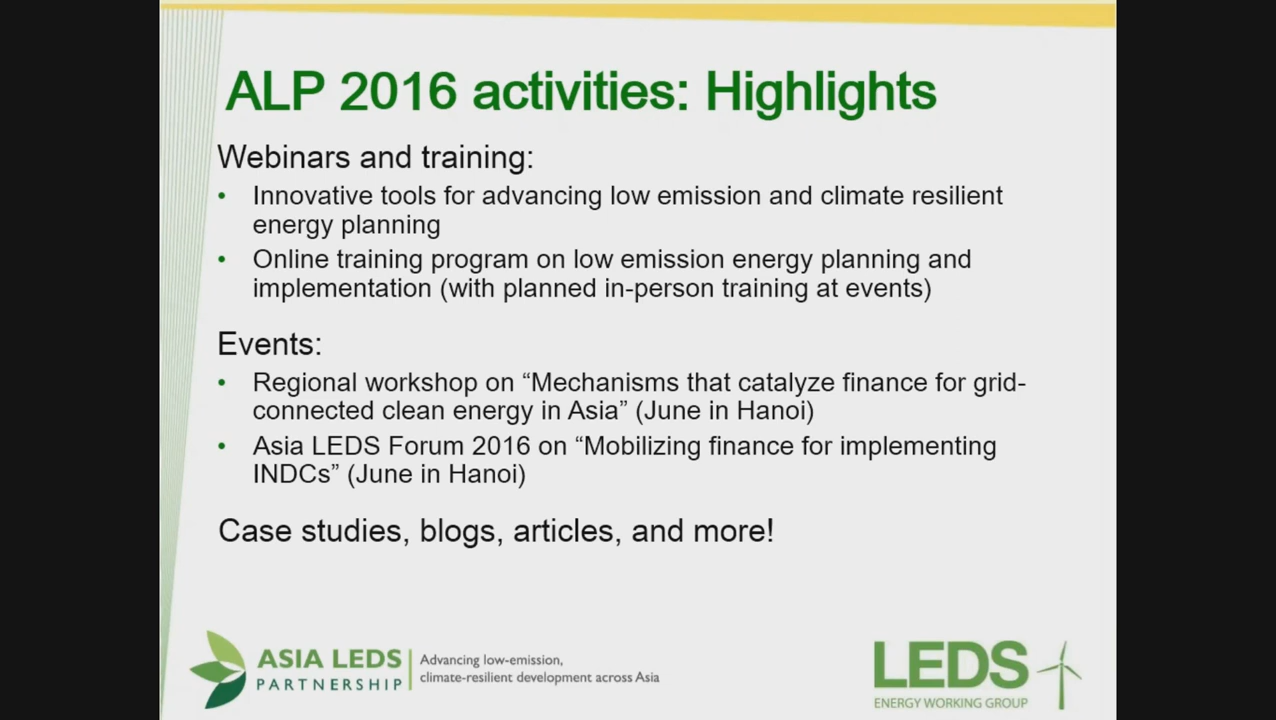 ALP 2016 activities: Highlights
Webinars and training:
• Innovative tools for advancing low emission and climate resilient
energy planning
• Online training program on low emission energy planning and
implementation (with planned in-person training at events)
Events:
• Regional workshop on “Mechanisms that catalyze finance for grid-
connected clean energy in Asia” (June in Hanoi)
• Asia LEDS Forum 2016 on “Mobilizing finance for implementing
INDCs” (June in Hanoi)
Case studies, blogs, articles, and more!
ASIA LEDS
PARTNERSHIP
Advancing low-emission,
climate-resilient development across Asia
LEDS
ENERGY WORKING GROUP